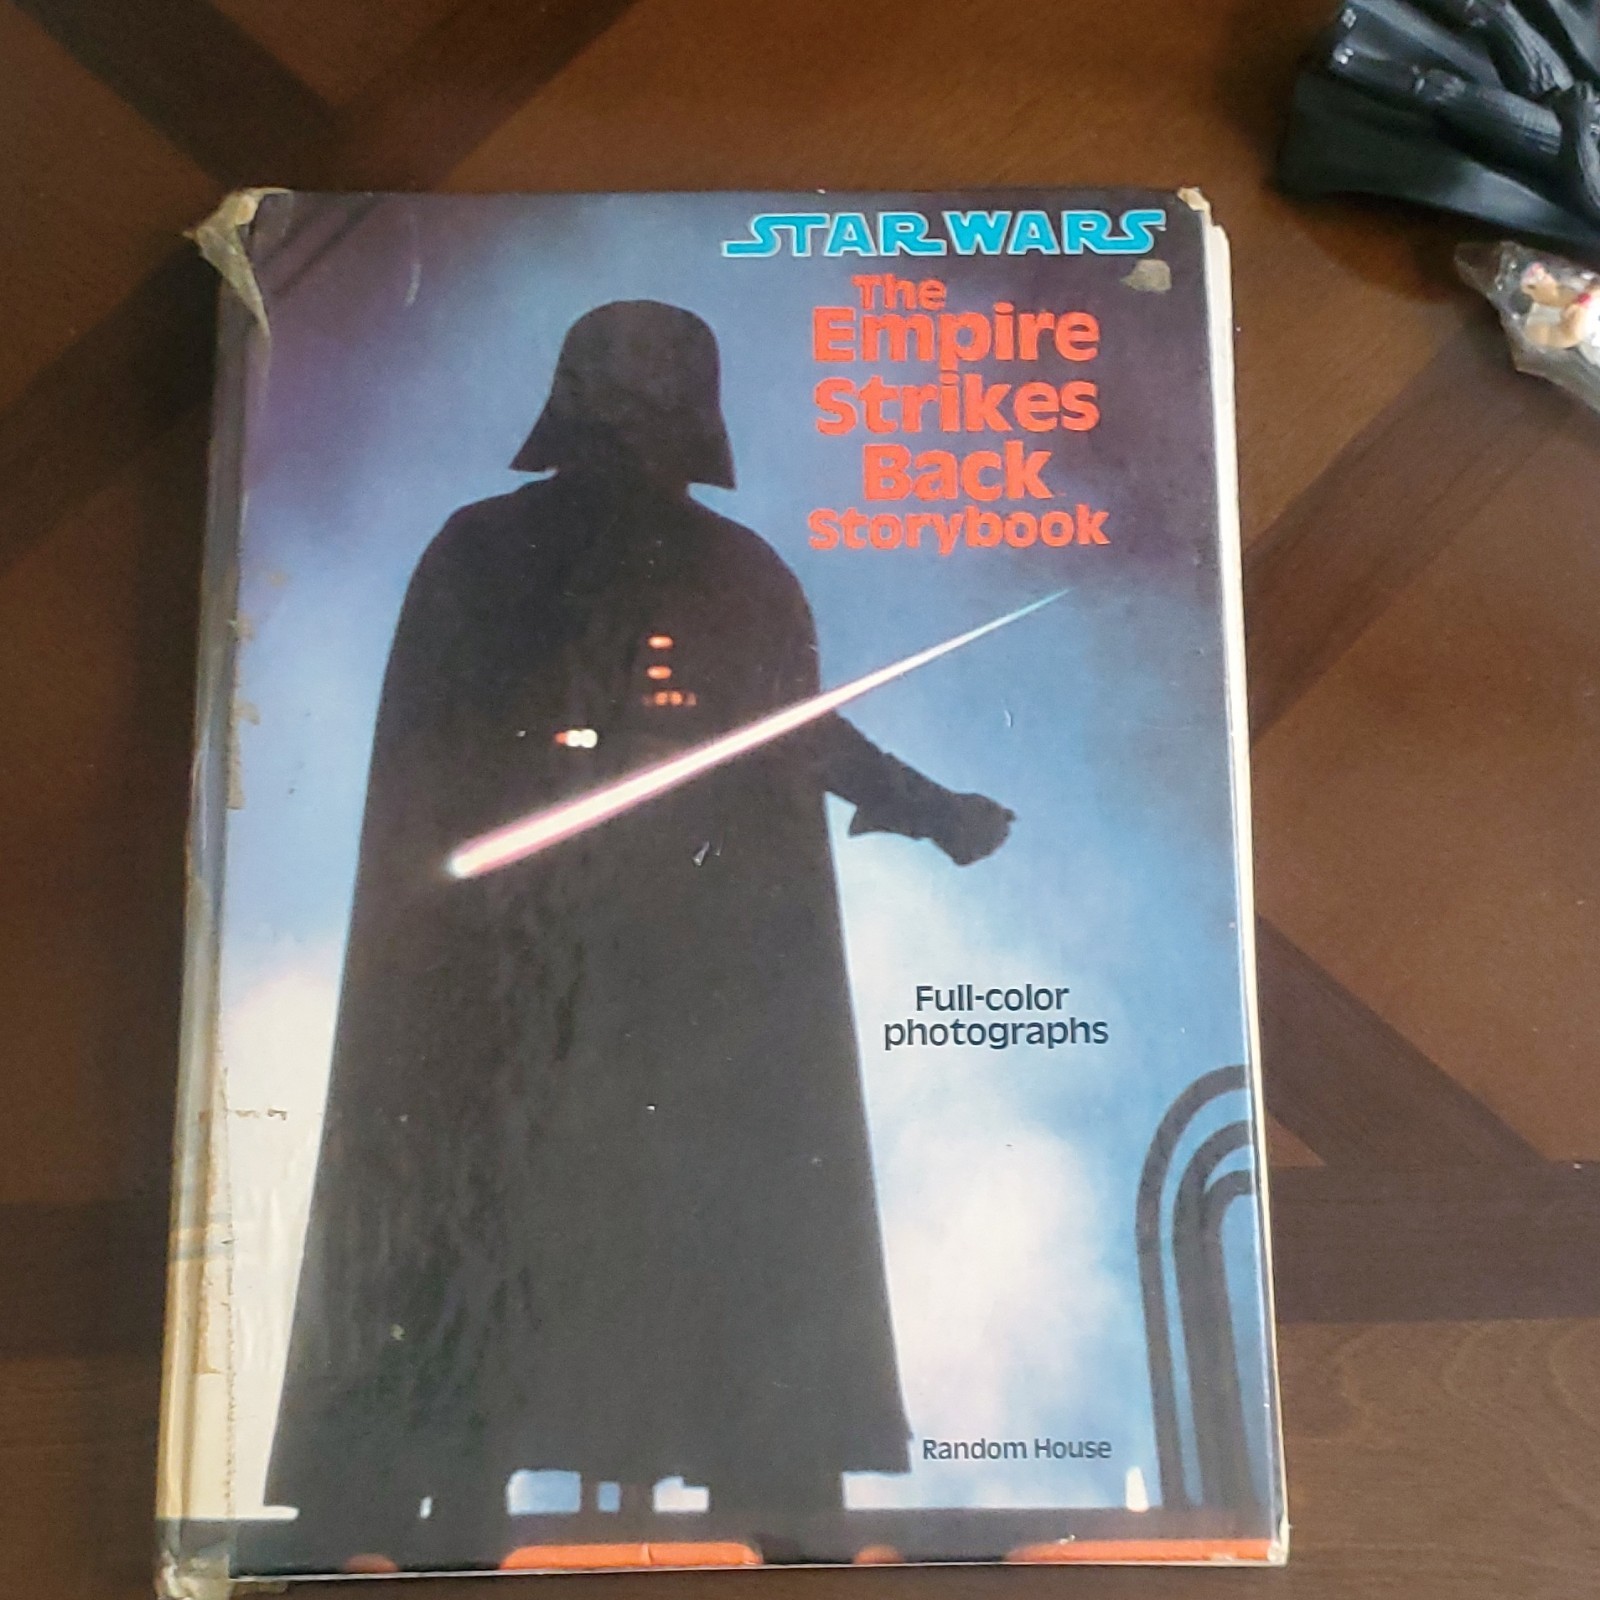 STAR WARS
The
Empire
Strikes
Back
Storybook
Full-color
photographs
Random House